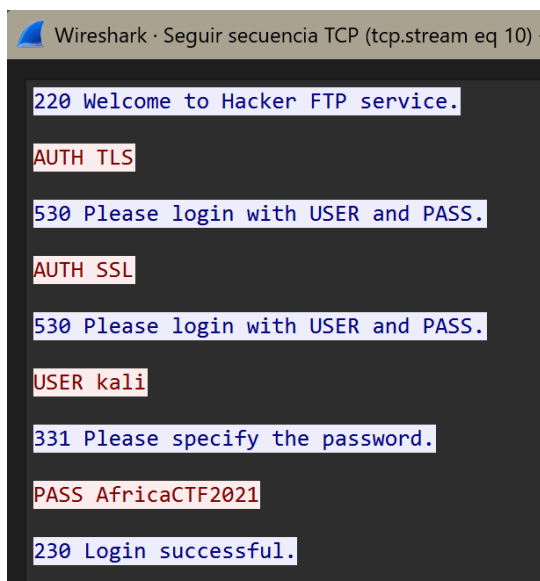 Wireshark · Seguir secuencia TCP (tcp.stream eq 10) ·
220 Welcome to Hacker FTP service.
AUTH TLS
530 Please login with USER and PASS.
AUTH SSL
530 Please login with USER and PASS.
USER kali
331 Please specify the password.
PASS AfricaCTF2021
230 Login successful.